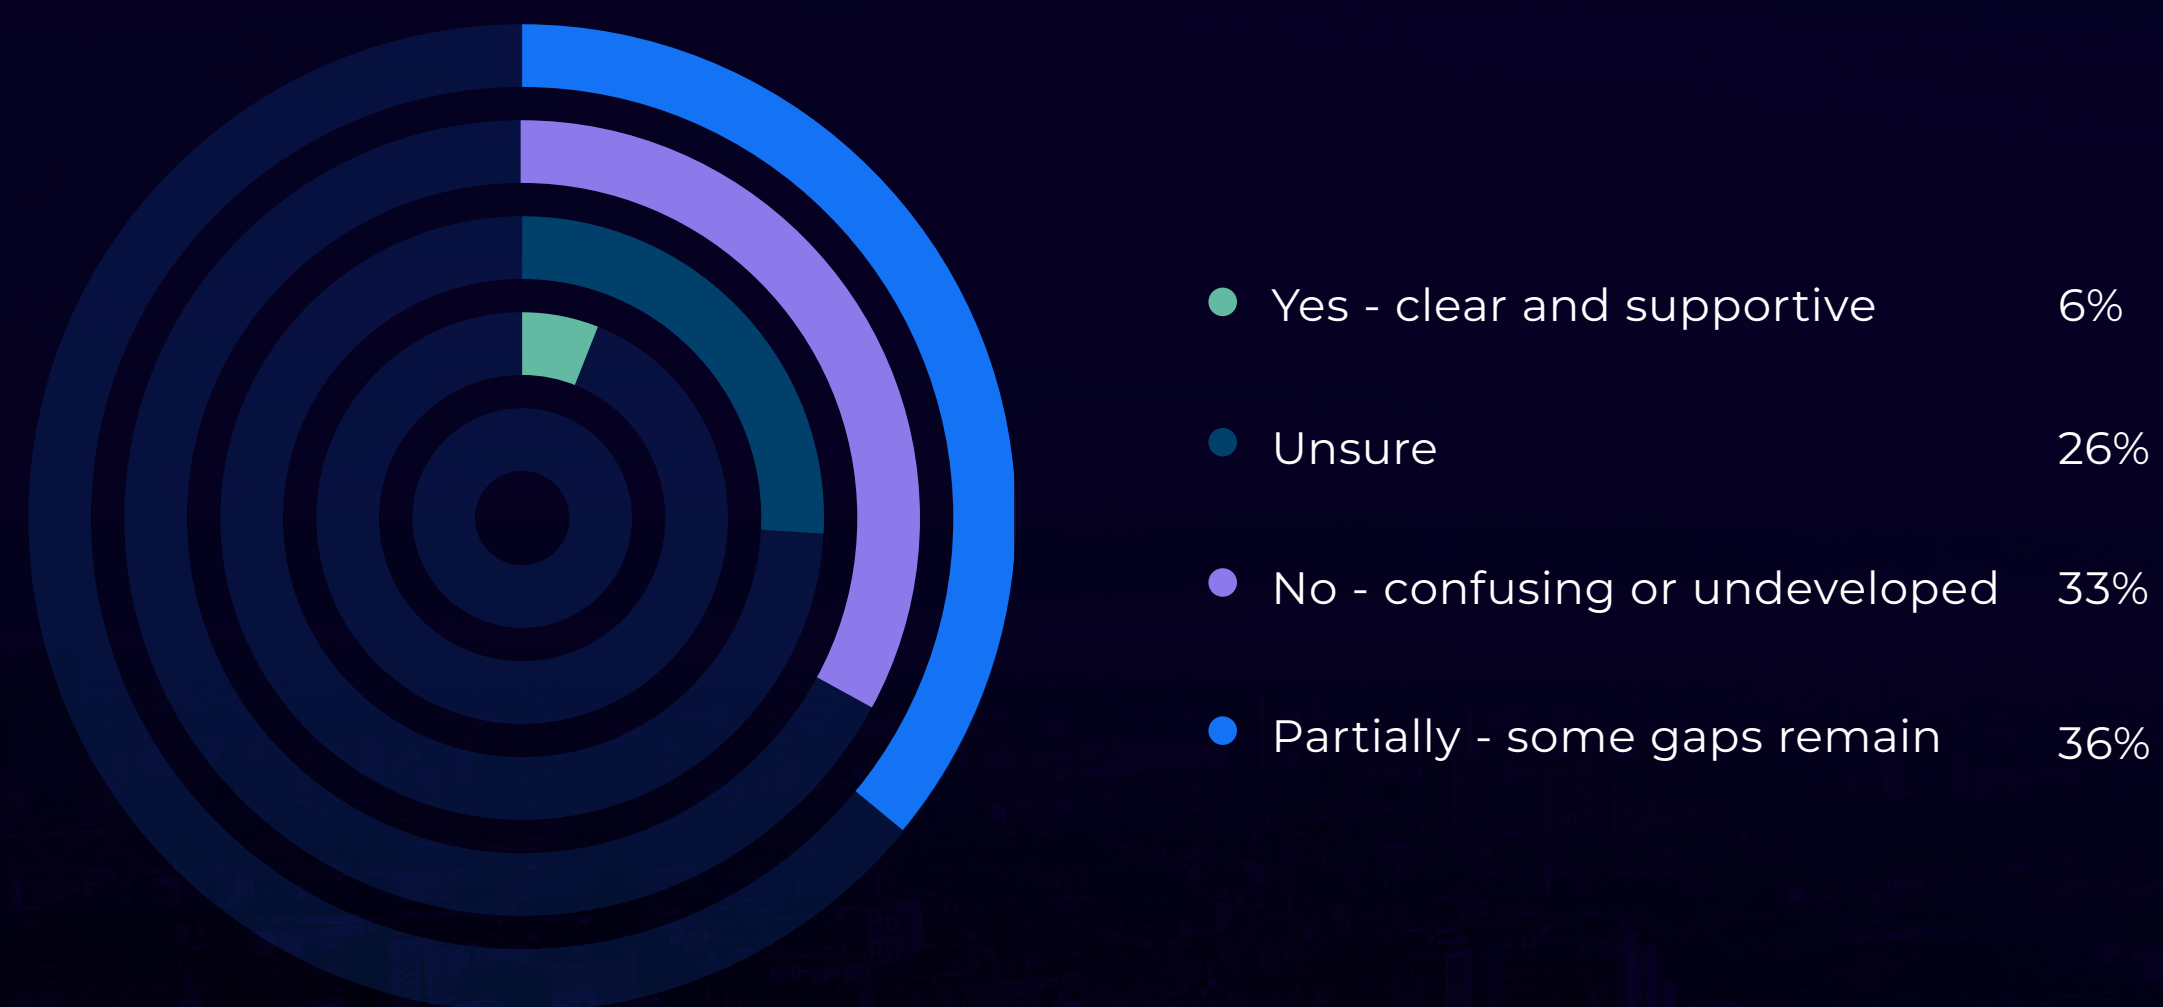 Yes - clear and supportive 6%
Unsure 26%
No - confusing or undeveloped 33%
Partially - some gaps remain 36%